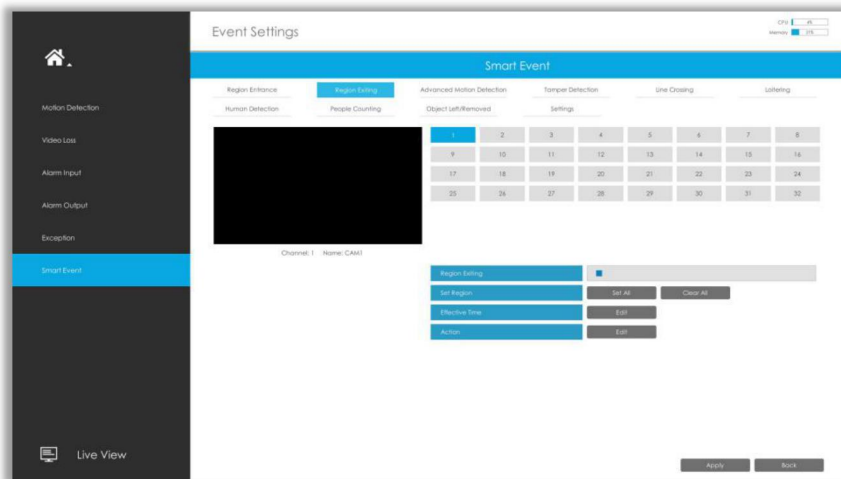 Event Settings
CPU
Memory
Smart Event
Region Entrance Region Exiting Advanced Motion Detection Tamper Detection Line Crossing Loitering
Human Detection People Counting Object Left/Removed Settings
Motion Detection
Video Loss
Alarm Input
Alarm Output
Exception
Smart Event
1 2 3 4 5 6 7 8
9 10 11 12 13 14 15 16
17 18 19 20 21 22 23 24
25 26 27 28 29 30 31 32
Channel: 1 Name: CAM1
Region Exiting
Set Region Set All Clear All
Effective Time Edit
Action Edit
Live View
Apply Back